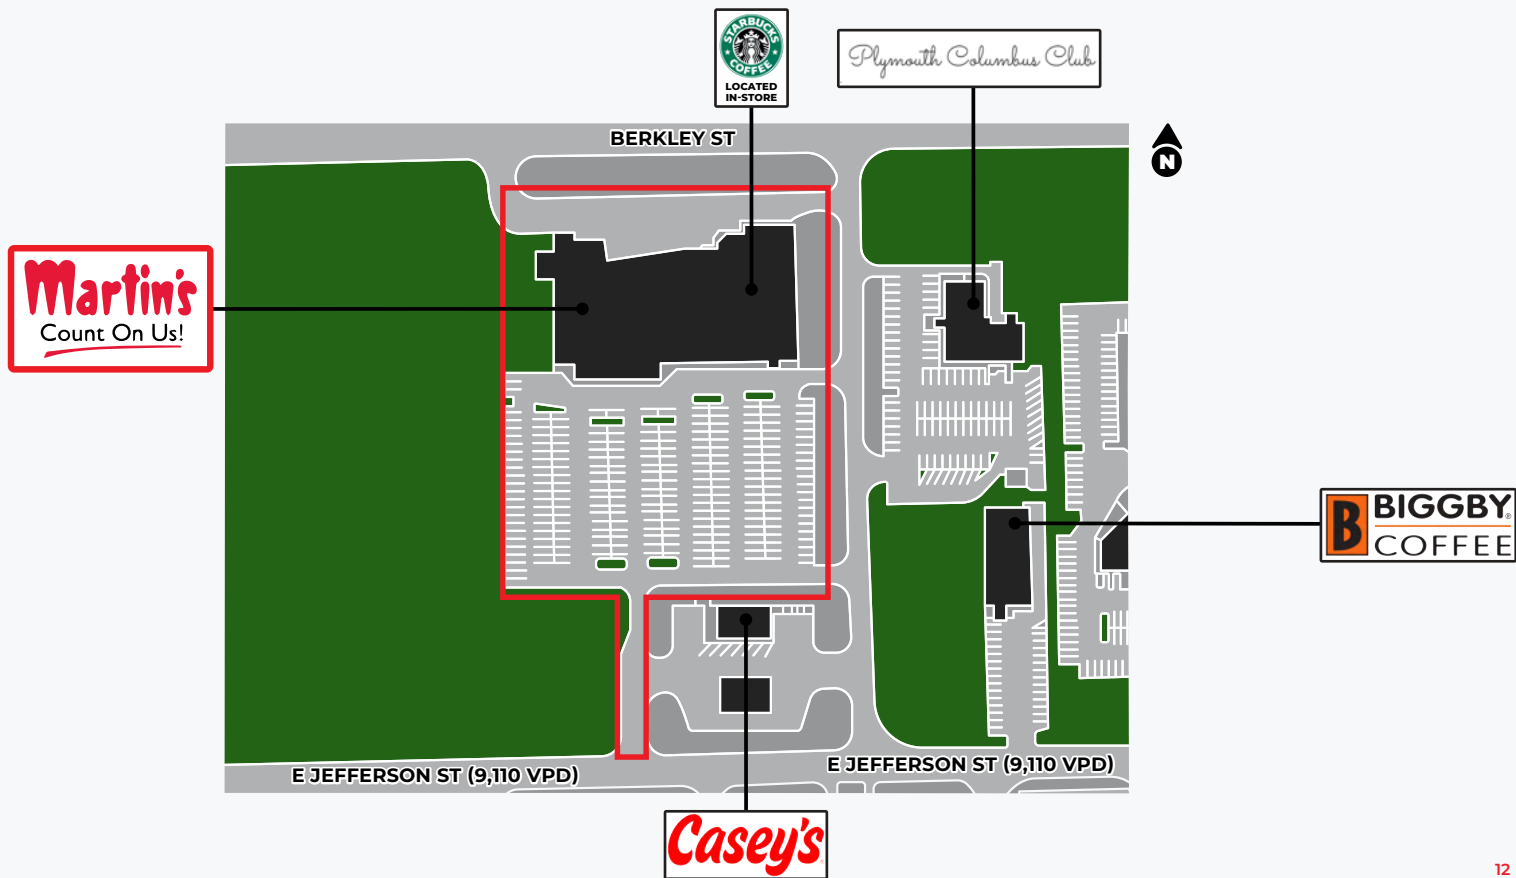 STARBUCKS
COFFEE
LOCATED
IN-STORE
Plymouth Columbus Club
BERKLEY ST
N
Martin's
Count On Us!
B BIGGBY®
COFFEE
E JEFFERSON ST (9,110 VPD)
E JEFFERSON ST (9,110 VPD)
Casey's
12